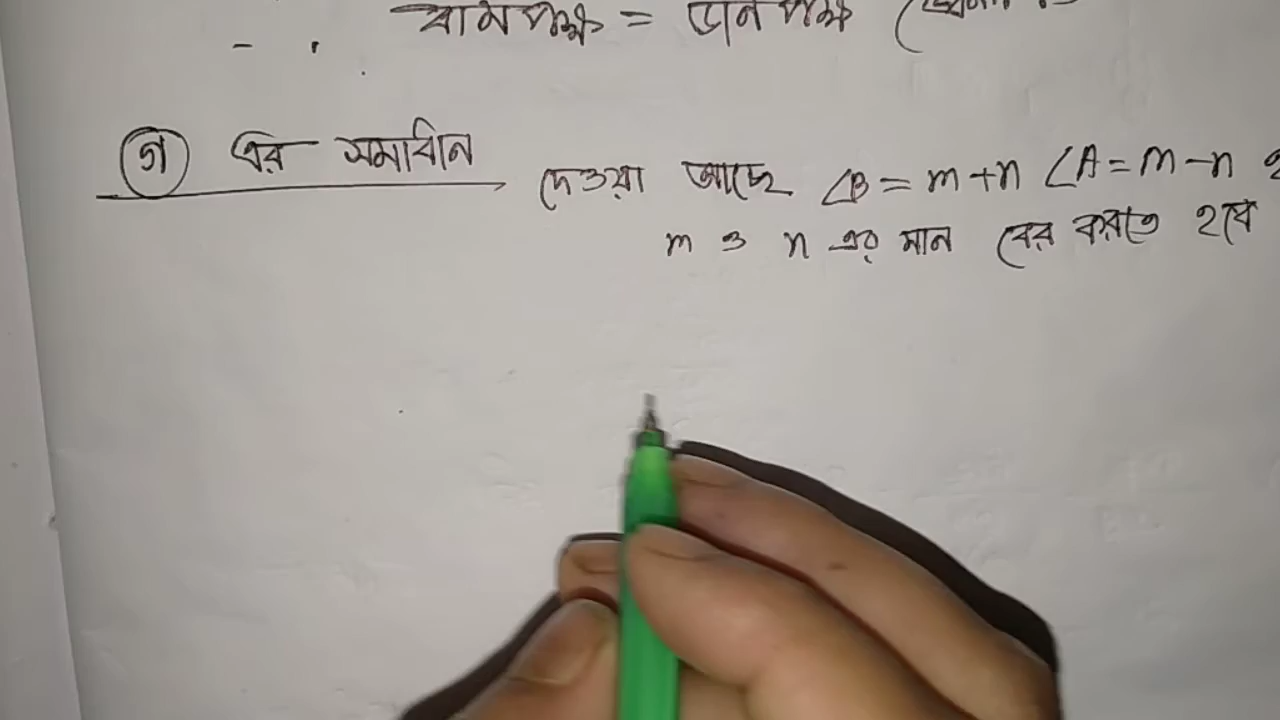 বামপক্ষ = ডানপক্ষ (
গ এর সমাধান
দেওয়া আছে ∠B = m+n ∠A = m-n
m ও n এর মান বের করতে হবে